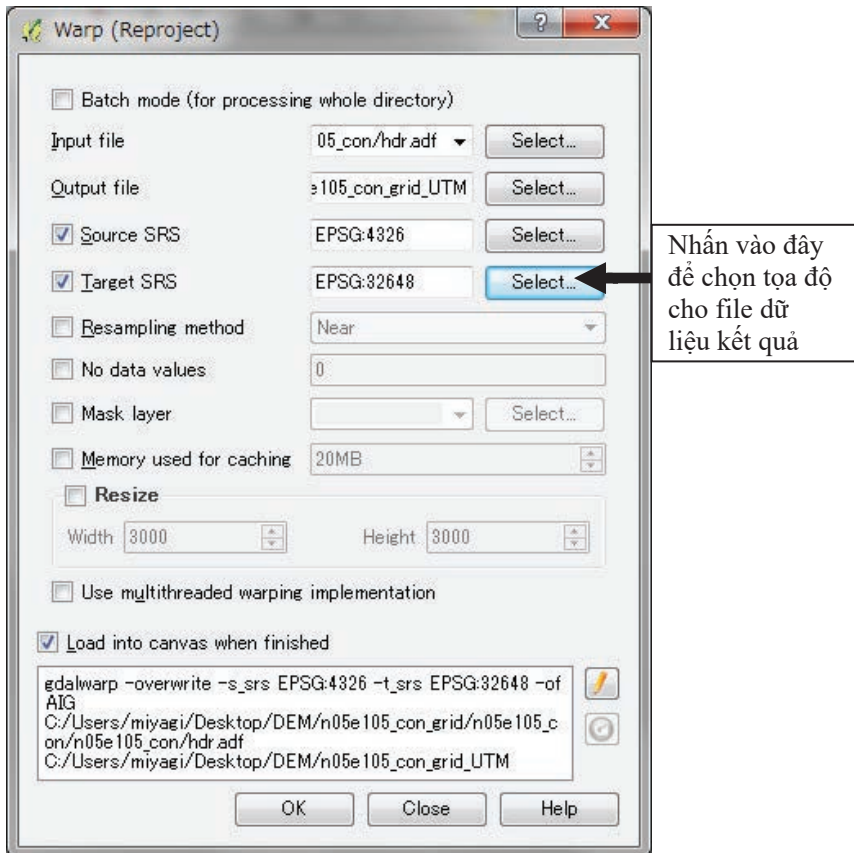 Warp (Reproject)
Batch mode (for processing whole directory)
Input file 05_con/hdr.adf Select...
Output file e105_con_grid_UTM Select...
Source SRS EPSG:4326 Select...
Target SRS EPSG:32648 Select...
Nhấn vào đây
để chọn tọa độ
cho file dữ
liệu kết quả
Resampling method Near
No data values 0
Mask layer Select...
Memory used for caching 20MB
Resize
Width 3000 Height 3000
Use multithreaded warping implementation
Load into canvas when finished
gdalwarp -overwrite -s_srs EPSG:4326 -t_srs EPSG:32648 -of
AIG
C:/Users/miyagi/Desktop/DEM/n05e105_con_grid/n05e105_c
on/n05e105_con/hdr.adf
C:/Users/miyagi/Desktop/DEM/n05e105_con_grid_UTM
OK Close Help